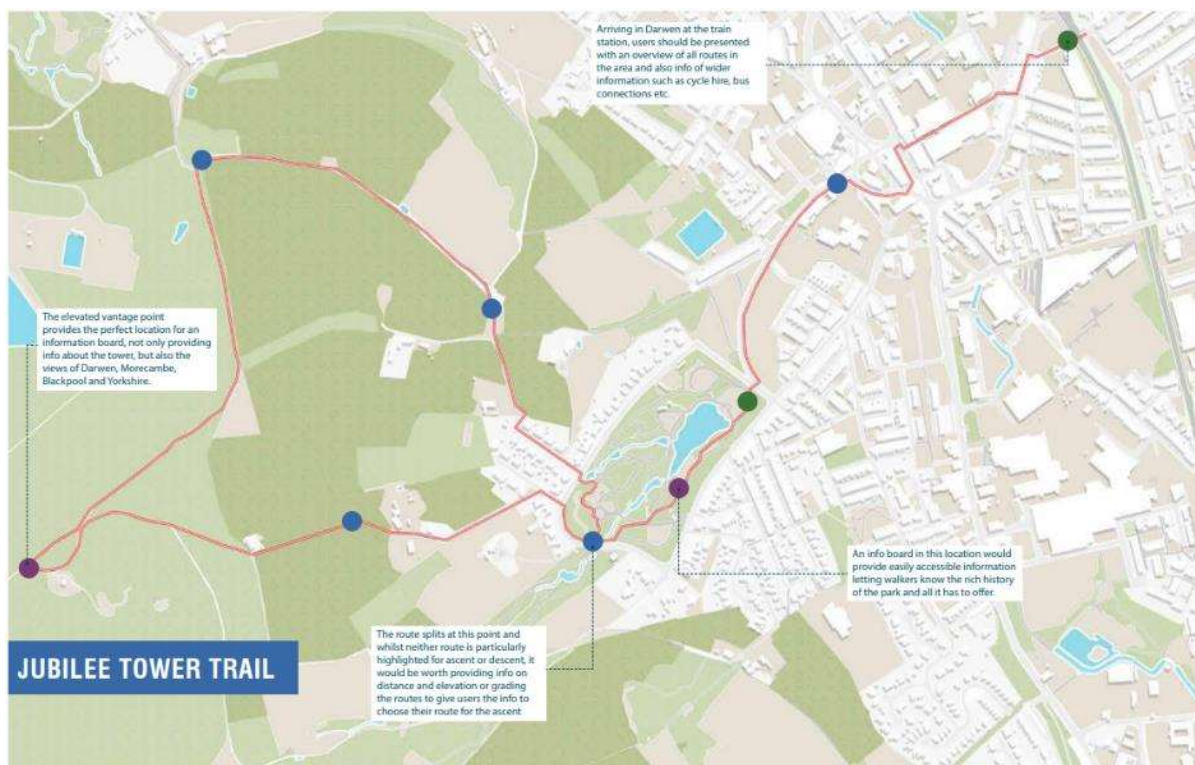 Arriving in Darwen at the train
station, users should be presented
with an overview of all routes in
the area and also info of wider
information such as cycle hire, bus
connections etc.
The elevated vantage point
provides the perfect location for an
information board, not only providing
info about the tower, but also the
views of Darwen, Morecambe,
Blackpool and Yorkshire.
An info board in this location would
provide easily accessible information
letting walkers know the rich history
of the park and all it has to offer.
The route splits at this point and
whilst neither route is particularly
highlighted for ascent or descent, it
would be worth providing info on
distance and elevation or grading
the routes to give users the info to
choose their route for the ascent
JUBILEE TOWER TRAIL